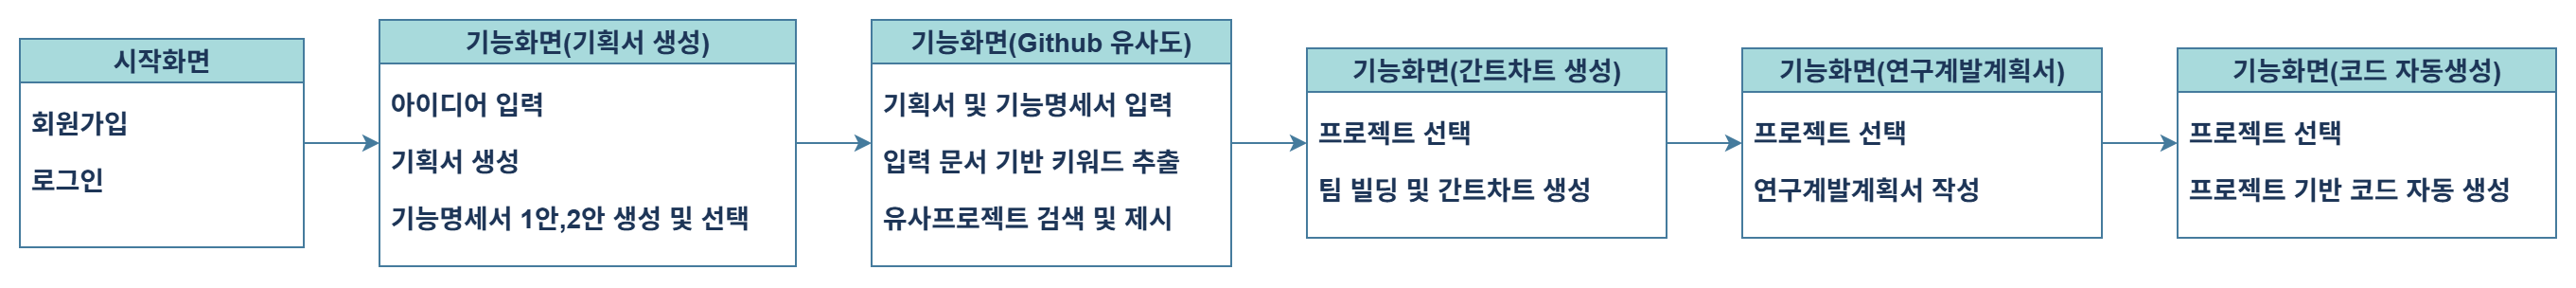 시작화면
회원가입
로그인
기능화면(기획서 생성)
아이디어 입력
기획서 생성
기능명세서 1안,2안 생성 및 선택
기능화면(Github 유사도)
기획서 및 기능명세서 입력
입력 문서 기반 키워드 추출
유사프로젝트 검색 및 제시
기능화면(간트차트 생성)
프로젝트 선택
팀 빌딩 및 간트차트 생성
기능화면(연구계발계획서)
프로젝트 선택
연구계발계획서 작성
기능화면(코드 자동생성)
프로젝트 선택
프로젝트 기반 코드 자동 생성